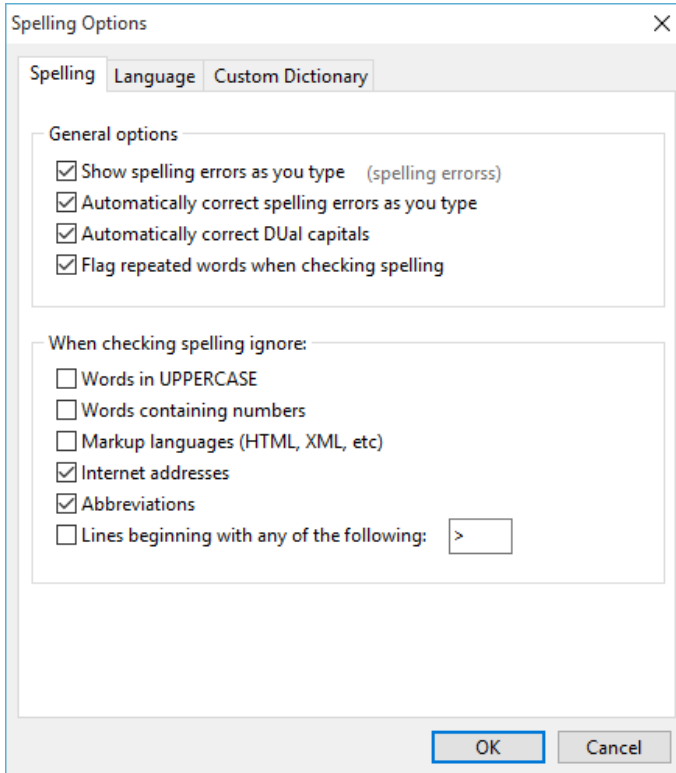 Spelling Options
Spelling Language Custom Dictionary
General options
Show spelling errors as you type (spelling errorss)
Automatically correct spelling errors as you type
Automatically correct DUal capitals
Flag repeated words when checking spelling
When checking spelling ignore:
Words in UPPERCASE
Words containing numbers
Markup languages (HTML, XML, etc)
Internet addresses
Abbreviations
Lines beginning with any of the following: >
OK Cancel